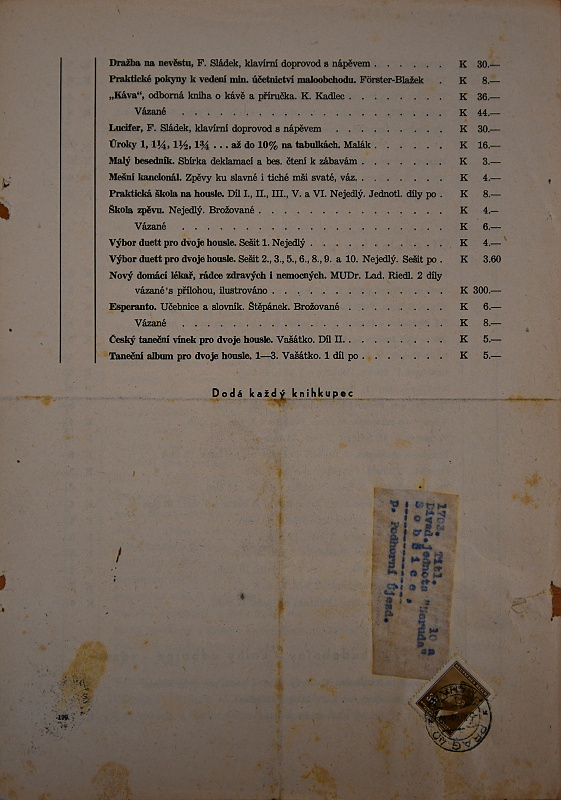 Dražba na nevěstu, F. Sládek, klavírní doprovod s nápěvem . . . . . . K 30.—
Praktické pokyny k vedení min. účetnictví maloobchodu. Förster-Blažek . K 8.—
„Káva“, odborná kniha o kávě a příručka. K. Kadlec . . . . . . . K 36.—
Vázané . . . . . . . . . . . . . . . . . K 44.—
Lucifer, F. Sládek, klavírní doprovod s nápěvem . . . . . . . . K 30.—
Úroky 1, 1¼, 1½, 1¾ . . . až do 10% na tabulkách. Malák . . . . . . K 16.—
Malý besedník. Sbírka deklamací a bes. čtení k zábavám . . . . . . K 3.—
Mešní kancionál. Zpěvy ku slavné i tiché mši svaté, váz. . . . . . . K 4.—
Praktická škola na housle. Díl I., II., III., V. a VI. Nejedlý. Jednotl. díly po . K 8.—
Škola zpěvu. Nejedlý. Brožované . . . . . . . . . . . . K 4.–
Vázané . . . . . . . . . . . . . . . . . K 6.—
Výbor duett pro dvoje housle. Sešit 1. Nejedlý . . . . . . . . . K 4.—
Výbor duett pro dvoje housle. Sešit 2., 3., 5., 6., 8., 9. a 10. Nejedlý. Sešit po . K 3.60
Nový domácí lékař, rádce zdravých i nemocných. MUDr. Lad. Riedl. 2 díly
vázané s přílohou, ilustrováno . . . . . . . . . . . K 300.—
Esperanto. Učebnice a slovník. Štěpánek. Brožované . . . . . . . K 6.—
Vázané . . . . . . . . . . . . . . . . . K 8.—
Český taneční vínek pro dvoje housle. Vašátko. Díl II. . . . . . . . K 5.—
Taneční album pro dvoje housle. 1—3. Vašátko. 1 díl po . . . . . . . K 5.—
Dodá každý knihkupec
Titl.
Divad.jednota
Sobšice,
p. Podhorní Újezd.
PRAG